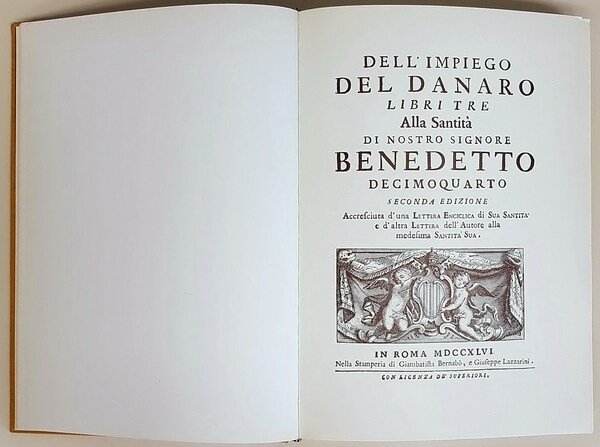 DELL'IMPIEGO
DEL DANARO
LIBRI TRE
Alla Santità
DI NOSTRO SIGNORE
BENEDETTO
DECIMOQUARTO
SECONDA EDIZIONE
Accresciuta d'una LETTERA ENCICLICA di SUA SANTITA'
e d'altra LETTERA dell'Autore alla
medesima SANTITA SUA.
IN ROMA MDCCXLVI
Nella Stamperia di Giambatista Bernabò, e Giuseppe Lazzarini.
CON LICENZA DE' SUPERIORI.